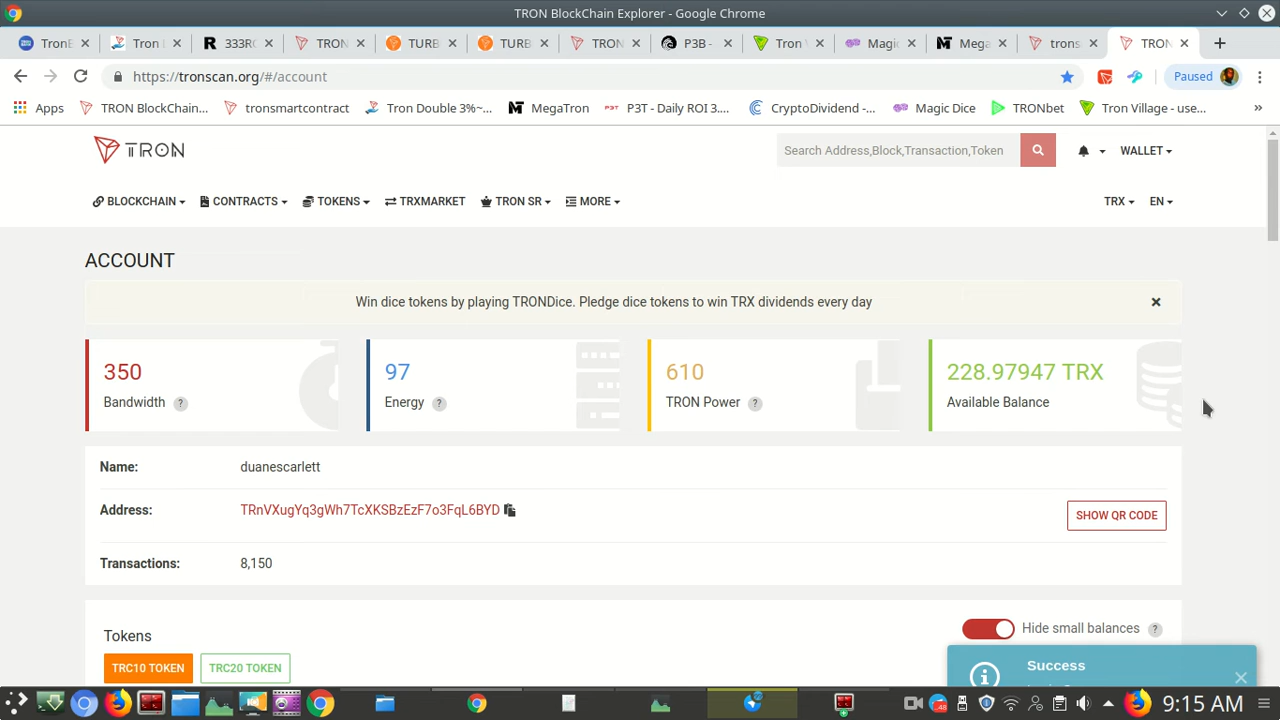 TRON BlockChain Explorer - Google Chrome
TronE
Tron D
333RO
TRON
TURB
TURB
TRON
P3B -
Tron V
Magic
Mega
trons
TRON
https://tronscan.org/#/account
Paused
Apps
TRON BlockChain...
tronsmartcontract
Tron Double 3%~...
MegaTron
P3T - Daily ROI 3....
CryptoDividend -...
Magic Dice
TRONbet
Tron Village - use...
TRON
Search Address,Block,Transaction,Token
WALLET
BLOCKCHAIN
CONTRACTS
TOKENS
TRXMARKET
TRON SR
MORE
TRX
EN
ACCOUNT
Win dice tokens by playing TRONDice. Pledge dice tokens to win TRX dividends every day
350
Bandwidth ?
97
Energy ?
610
TRON Power ?
228.97947 TRX
Available Balance
Name: duanescarlett
Address: TRnVXugYq3gWh7TcXKSBzEzF7o3FqL6BYD
SHOW QR CODE
Transactions: 8,150
Tokens
Hide small balances ?
TRC10 TOKEN
TRC20 TOKEN
Success
9:15 AM